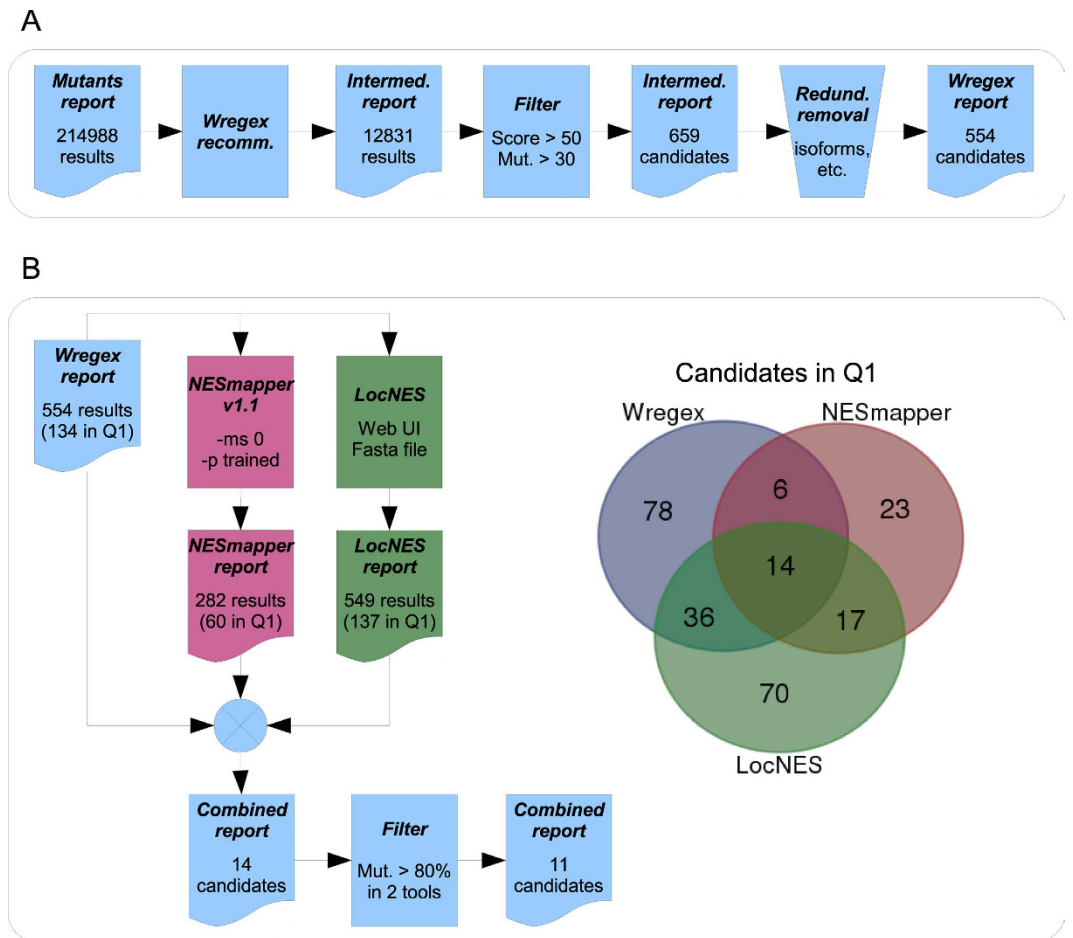 A
Mutants
report
214988
results
Wregex
recomm.
Intermed.
report
12831
results
Filter
Score > 50
Mut. > 30
Intermed.
report
659
candidates
Redund.
removal
isoforms,
etc.
Wregex
report
554
candidates
B
Wregex
report
554 results
(134 in Q1)
NESmapper
v1.1
-ms 0
-p trained
LocNES
Web UI
Fasta file
NESmapper
report
282 results
(60 in Q1)
LocNES
report
549 results
(137 in Q1)
Combined
report
14
candidates
Filter
Mut. > 80%
in 2 tools
Combined
report
11
candidates
Candidates in Q1
Wregex
NESmapper
78
6
23
14
36
17
70
LocNES